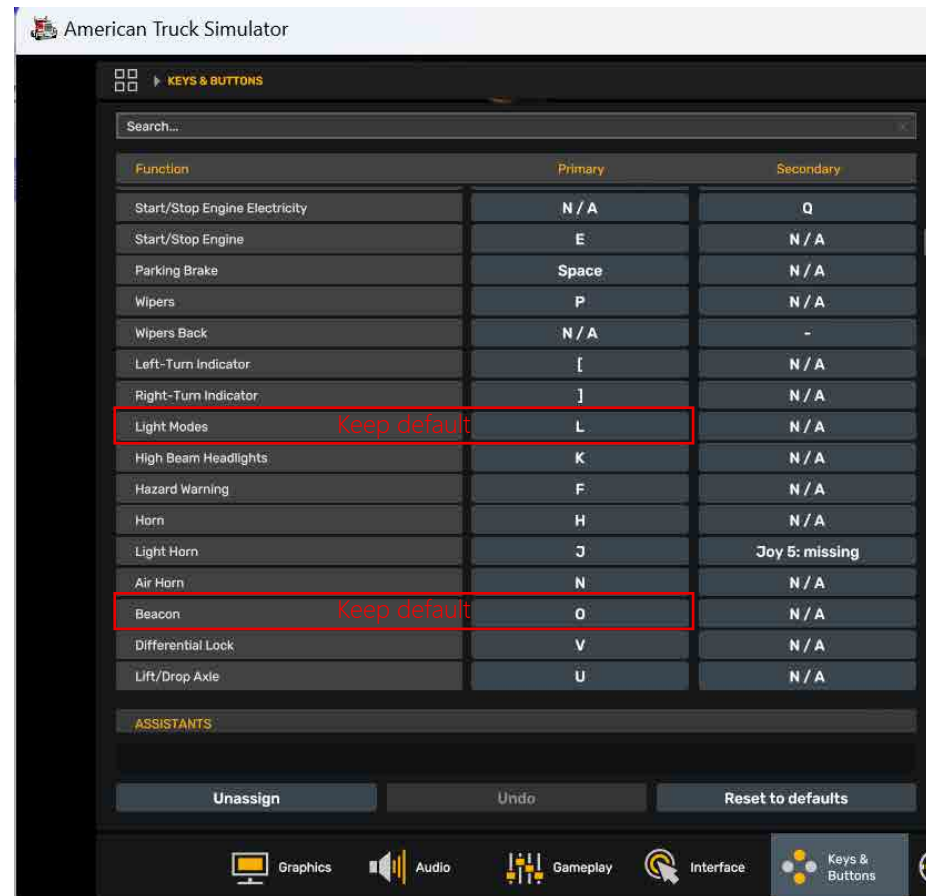 American Truck Simulator
KEYS & BUTTONS
Search...
Function Primary Secondary
Start/Stop Engine Electricity N/A Q
Start/Stop Engine E N/A
Parking Brake Space N/A
Wipers P N/A
Wipers Back N/A -
Left-Turn Indicator [ N/A
Right-Turn Indicator ] N/A
Light Modes Keep default L N/A
High Beam Headlights K N/A
Hazard Warning F N/A
Horn H N/A
Light Horn J Joy 5: missing
Air Horn N N/A
Beacon Keep default O N/A
Differential Lock V N/A
Lift/Drop Axle U N/A
ASSISTANTS
Unassign Undo Reset to defaults
Graphics Audio Gameplay Interface Keys &
Buttons